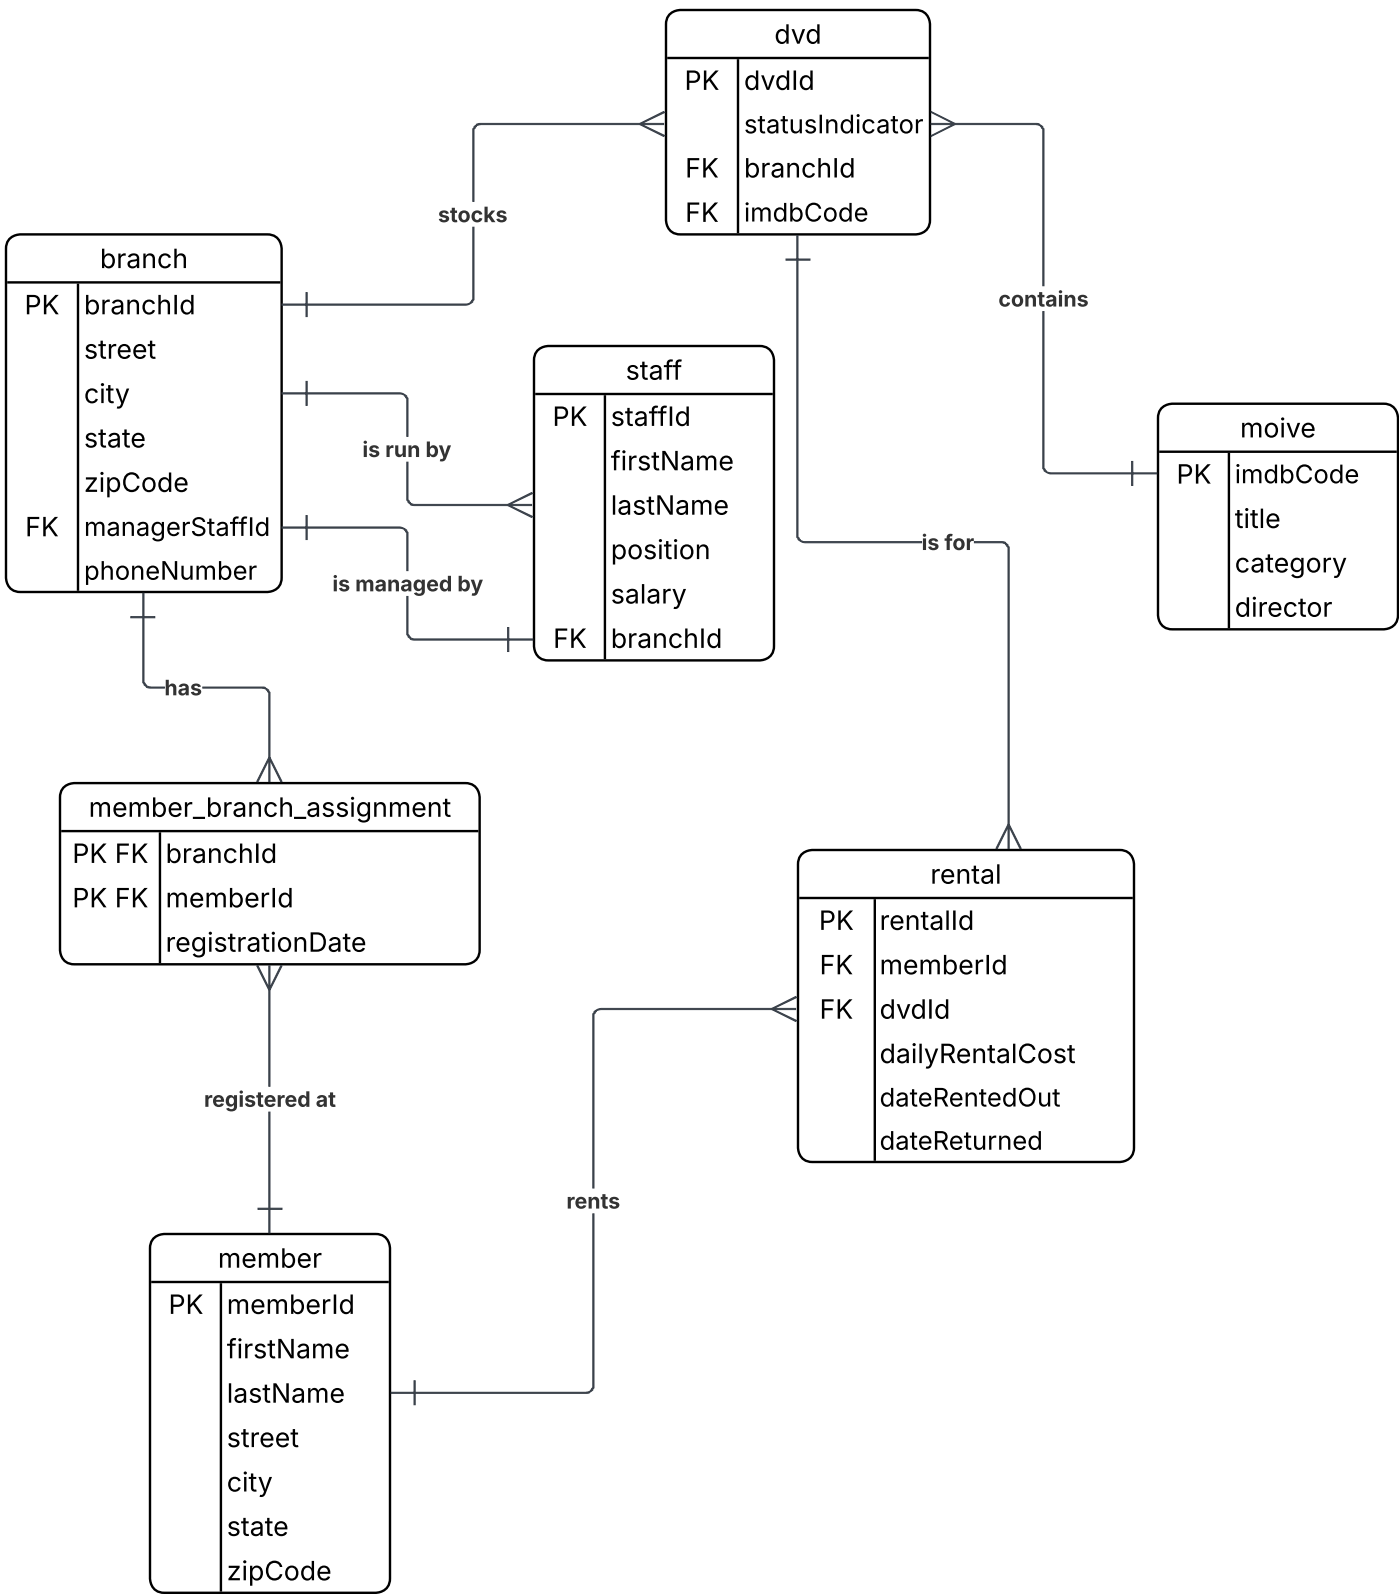 dvd
PK dvdId
statusIndicator
FK branchId
FK imdbCode
stocks
contains
branch
PK branchId
street
city
state
zipCode
FK managerStaffId
phoneNumber
is run by
is managed by
staff
PK staffId
firstName
lastName
position
salary
FK branchId
moive
PK imdbCode
title
category
director
is for
has
member_branch_assignment
PK FK branchId
PK FK memberId
registrationDate
rental
PK rentalId
FK memberId
FK dvdId
dailyRentalCost
dateRentedOut
dateReturned
registered at
rents
member
PK memberId
firstName
lastName
street
city
state
zipCode